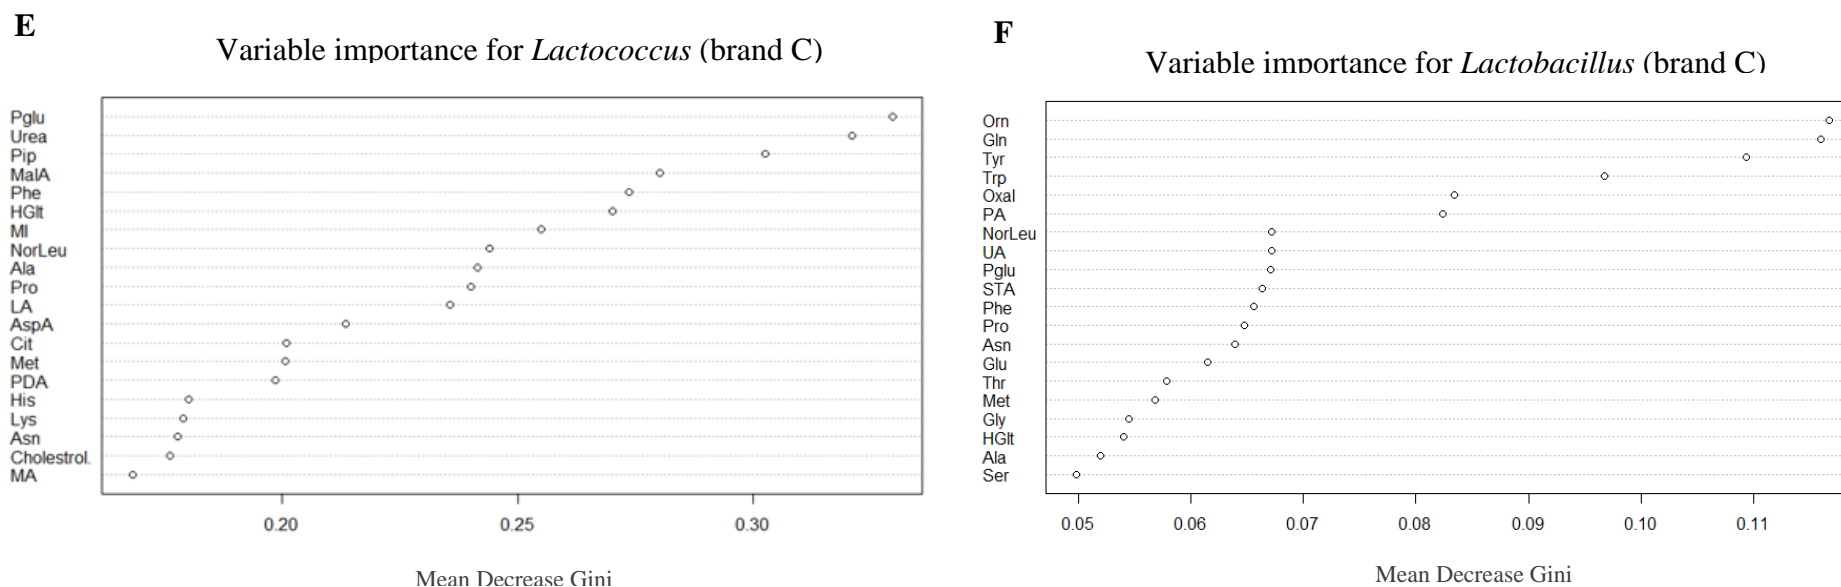 E
Variable importance for Lactococcus (brand C)
Pglu
Urea
Pip
MalA
Phe
HGlt
MI
NorLeu
Ala
Pro
LA
AspA
Cit
Met
PDA
His
Lys
Asn
Cholestrol.
MA
0.20 0.25 0.30
Mean Decrease Gini
F
Variable importance for Lactobacillus (brand C)
Orn
Gln
Tyr
Trp
Oxal
PA
NorLeu
UA
Pglu
STA
Phe
Pro
Asn
Glu
Thr
Met
Gly
HGlt
Ala
Ser
0.05 0.06 0.07 0.08 0.09 0.10 0.11
Mean Decrease Gini